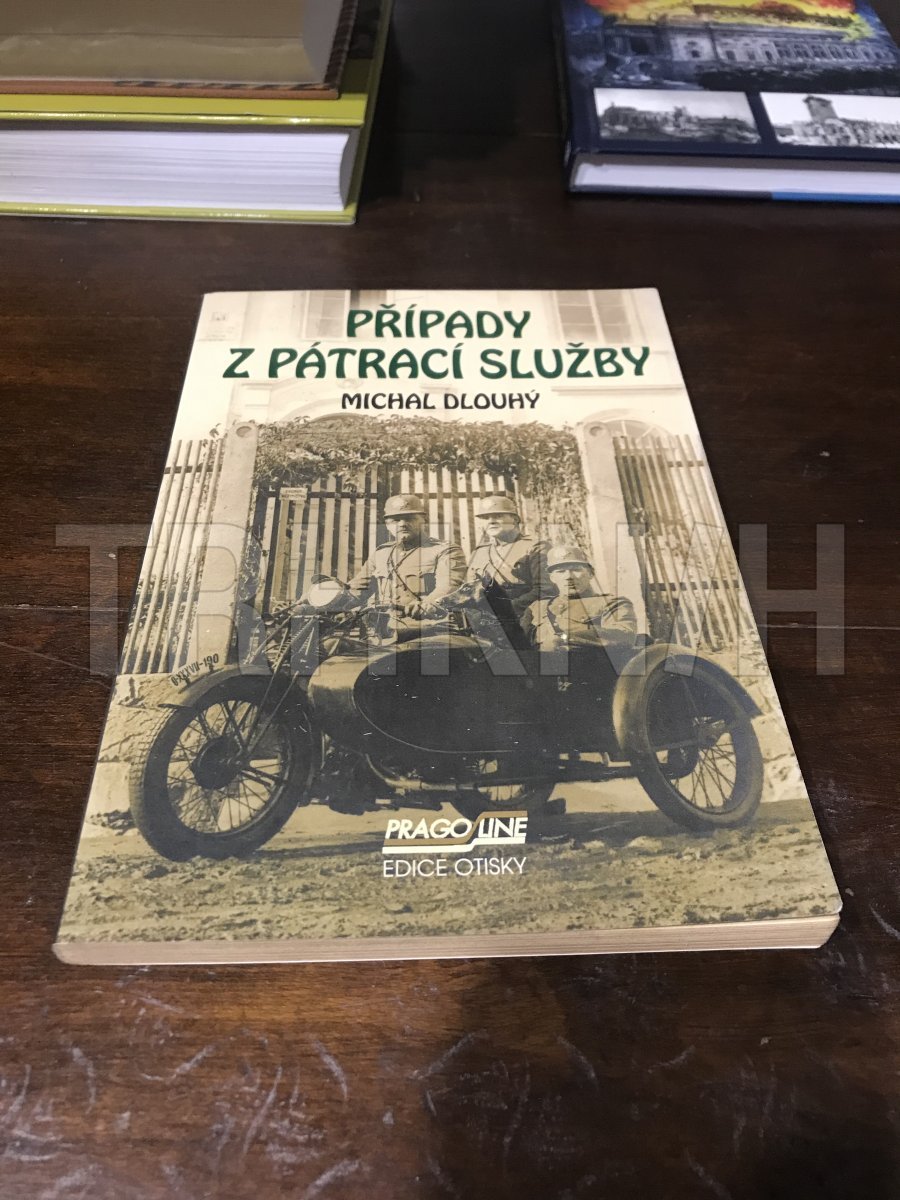 PŘÍPADY
Z PÁTRACÍ SLUŽBY
MICHAL DLOUHÝ
PRAGOLINE
EDICE OTISKY